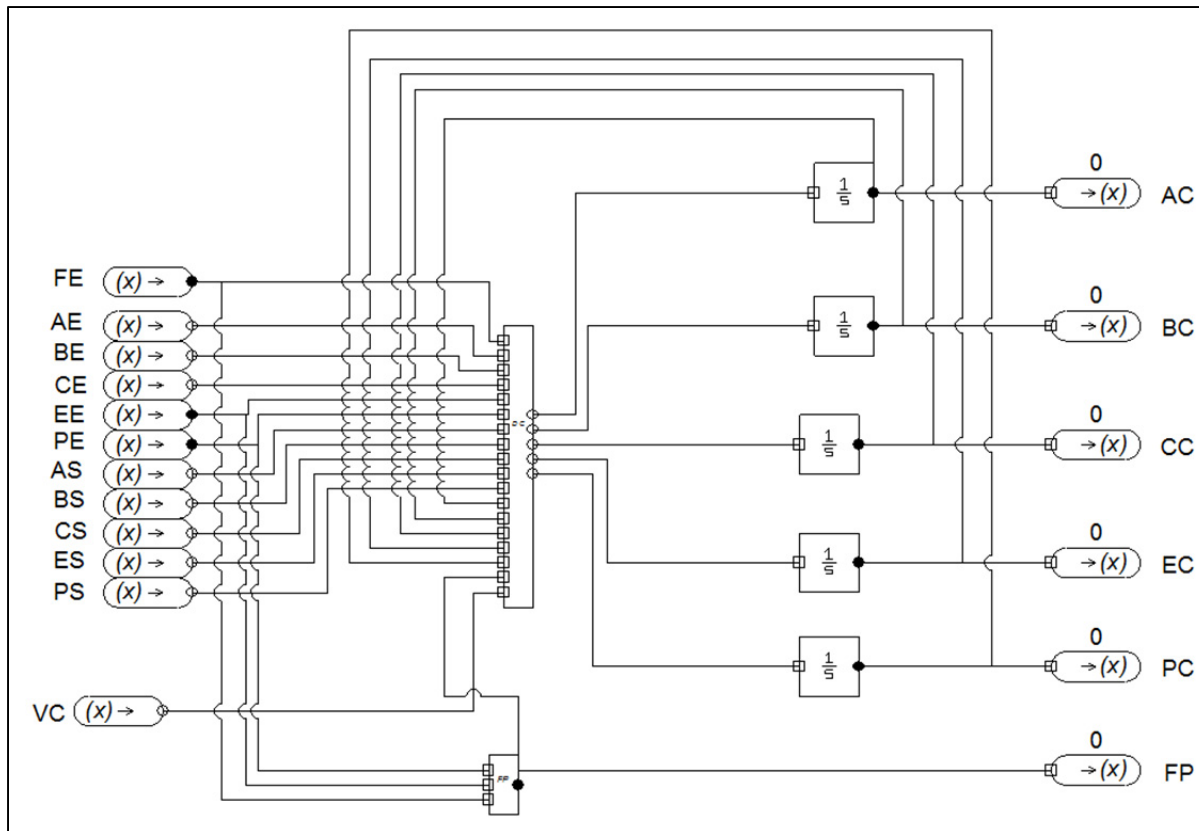 0
(x) → AC
1/s
0
FE (x) →
(x) → BC
1/s
AE (x) →
BE (x) →
CE (x) →
EE (x) →
0
PE (x) →
1/s
(x) → CC
AS (x) →
BS (x) →
CS (x) →
0
ES (x) →
1/s
→(x) EC
PS (x) →
0
1/s
→(x) PC
VC (x) →
0
FP
→(x) FP